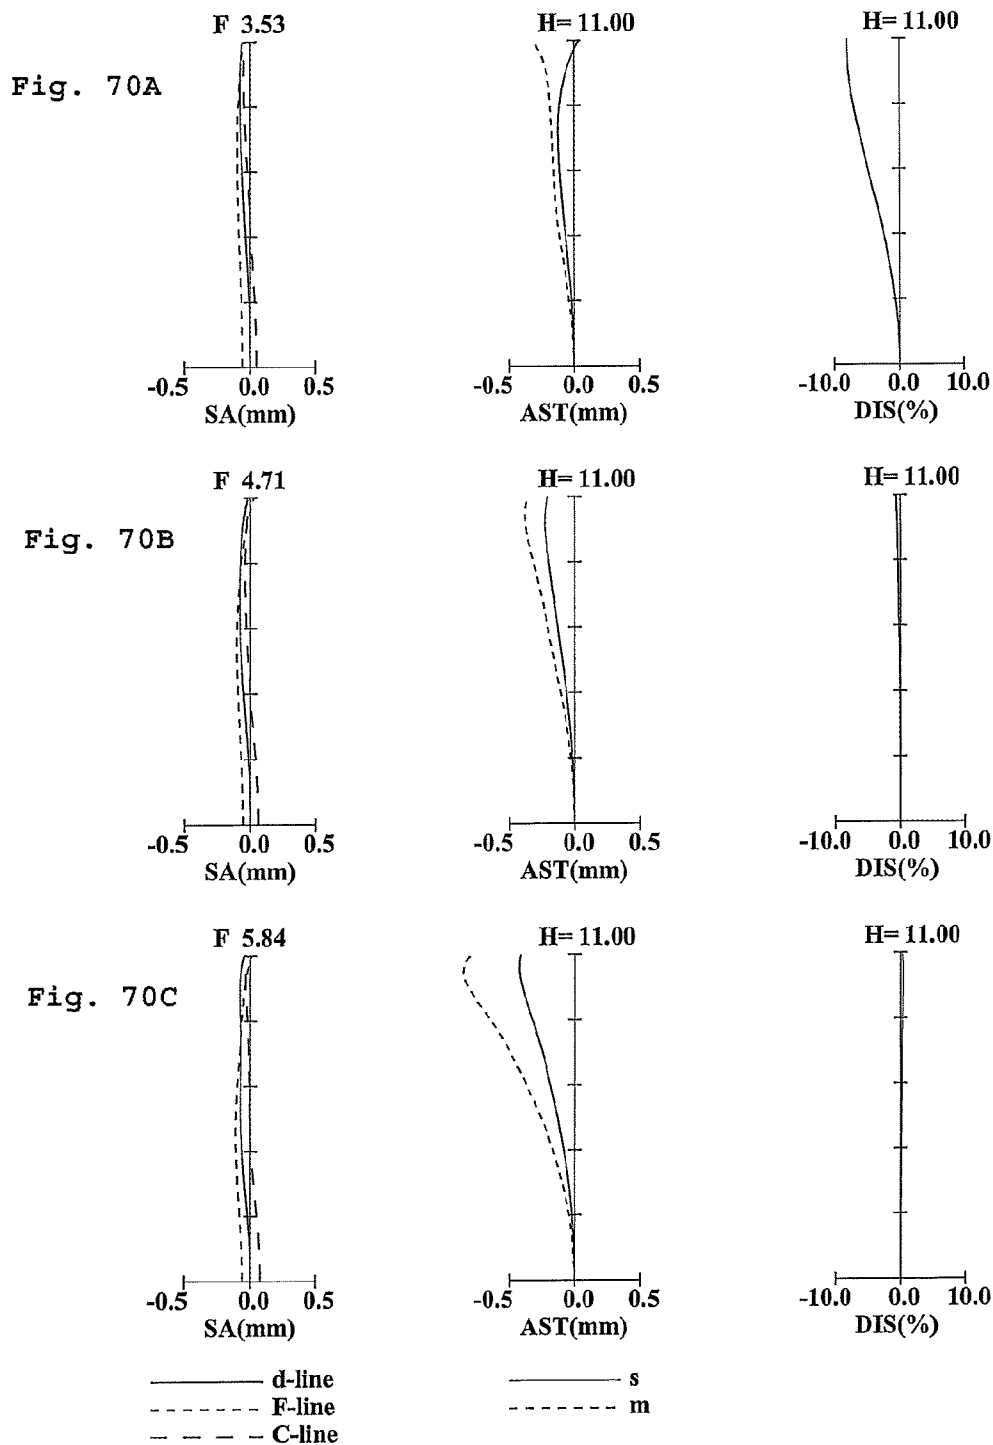 F 3.53 H= 11.00 H= 11.00
Fig. 70A
-0.5 0.0 0.5 -0.5 0.0 0.5 -10.0 0.0 10.0
SA(mm) AST(mm) DIS(%)
F 4.71 H= 11.00 H= 11.00
Fig. 70B
-0.5 0.0 0.5 -0.5 0.0 0.5 -10.0 0.0 10.0
SA(mm) AST(mm) DIS(%)
F 5.84 H= 11.00 H= 11.00
Fig. 70C
-0.5 0.0 0.5 -0.5 0.0 0.5 -10.0 0.0 10.0
SA(mm) AST(mm) DIS(%)
d-line s
F-line m
C-line